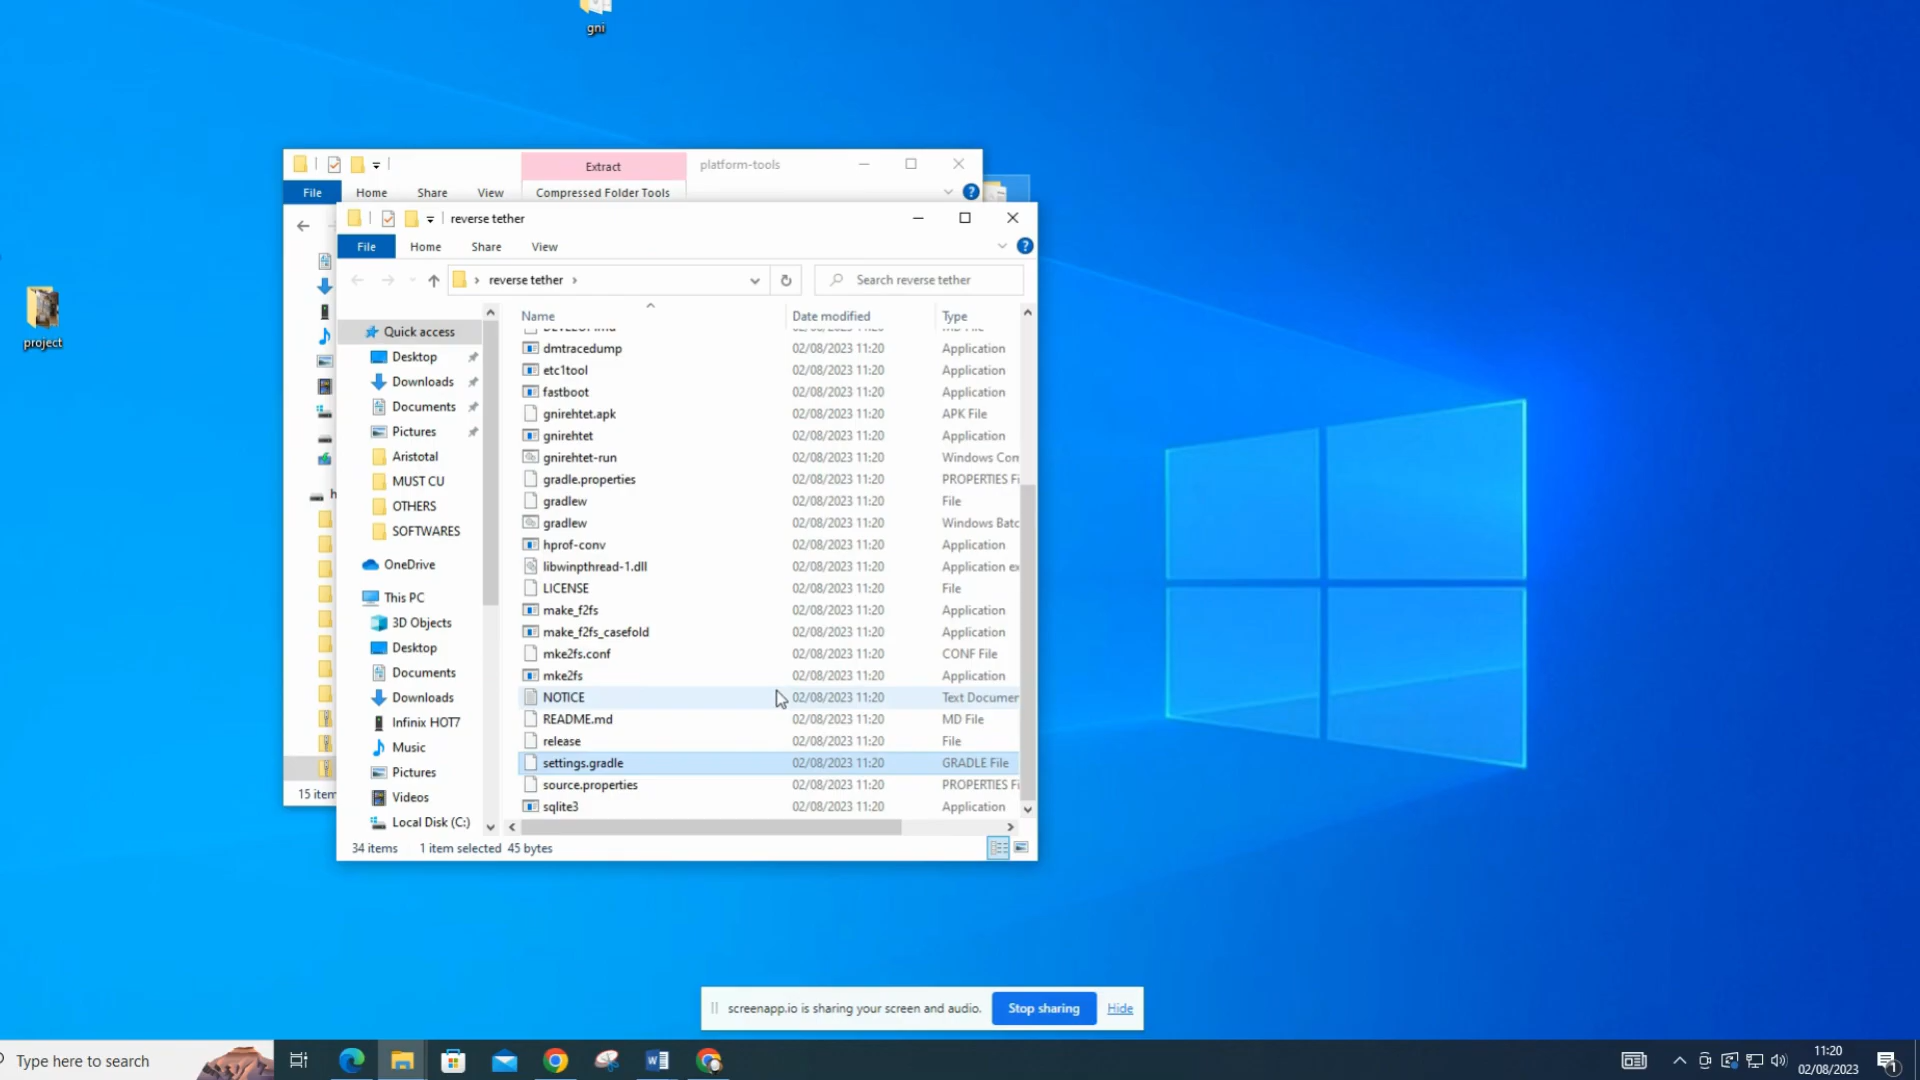 gni
project
Extract
platform-tools
File
Home
Share
View
Compressed Folder Tools
reverse tether
File
Home
Share
View
reverse tether
Search reverse tether
Name
Date modified
Type
Quick access
Desktop
Downloads
Documents
Pictures
Aristotal
MUST CU
OTHERS
SOFTWARES
OneDrive
This PC
3D Objects
Desktop
Documents
Downloads
Infinix HOT7
Music
Pictures
Videos
Local Disk (C:)
dmtracedump 02/08/2023 11:20 Application
etc1tool 02/08/2023 11:20 Application
fastboot 02/08/2023 11:20 Application
gnirehtet.apk 02/08/2023 11:20 APK File
gnirehtet 02/08/2023 11:20 Application
gnirehtet-run 02/08/2023 11:20 Windows Com
gradle.properties 02/08/2023 11:20 PROPERTIES Fi
gradlew 02/08/2023 11:20 File
gradlew 02/08/2023 11:20 Windows Batc
hprof-conv 02/08/2023 11:20 Application
libwinpthread-1.dll 02/08/2023 11:20 Application ex
LICENSE 02/08/2023 11:20 File
make_f2fs 02/08/2023 11:20 Application
make_f2fs_casefold 02/08/2023 11:20 Application
mke2fs.conf 02/08/2023 11:20 CONF File
mke2fs 02/08/2023 11:20 Application
NOTICE 02/08/2023 11:20 Text Documen
README.md 02/08/2023 11:20 MD File
release 02/08/2023 11:20 File
settings.gradle 02/08/2023 11:20 GRADLE File
source.properties 02/08/2023 11:20 PROPERTIES Fi
sqlite3 02/08/2023 11:20 Application
15 item
34 items 1 item selected 45 bytes
screenapp.io is sharing your screen and audio.
Stop sharing
Hide
Type here to search
11:20
02/08/2023
1